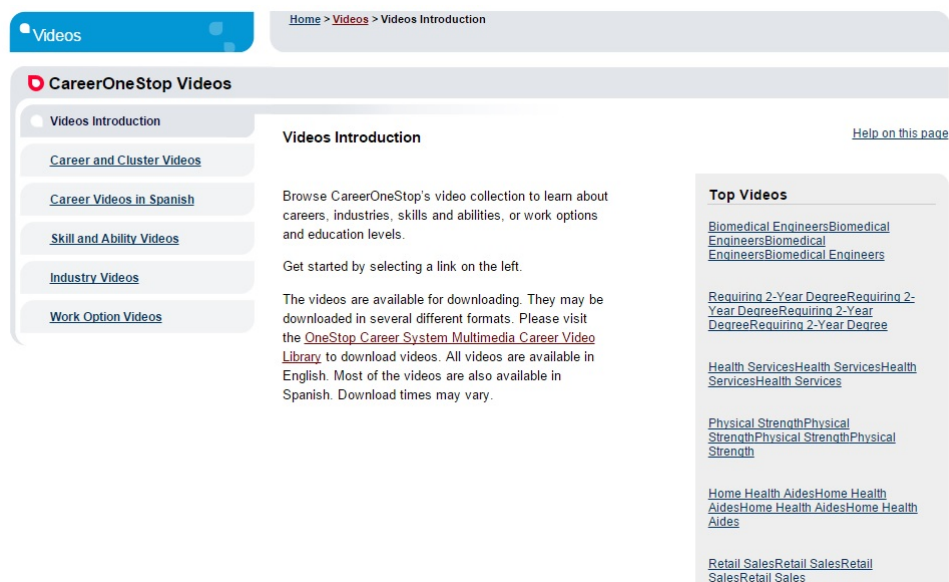 Videos
Home > Videos > Videos Introduction
CareerOneStop Videos
Videos Introduction
Career and Cluster Videos
Career Videos in Spanish
Skill and Ability Videos
Industry Videos
Work Option Videos
Videos Introduction
Help on this page
Browse CareerOneStop's video collection to learn about
careers, industries, skills and abilities, or work options
and education levels.
Get started by selecting a link on the left.
The videos are available for downloading. They may be
downloaded in several different formats. Please visit
the OneStop Career System Multimedia Career Video
Library to download videos. All videos are available in
English. Most of the videos are also available in
Spanish. Download times may vary.
Top Videos
Biomedical EngineersBiomedical
EngineersBiomedical
EngineersBiomedical Engineers
Requiring 2-Year DegreeRequiring 2-
Year DegreeRequiring 2-Year
DegreeRequiring 2-Year Degree
Health ServicesHealth ServicesHealth
ServicesHealth Services
Physical StrengthPhysical
StrengthPhysical StrengthPhysical
Strength
Home Health AidesHome Health
AidesHome Health AidesHome Health
Aides
Retail SalesRetail SalesRetail
SalesRetail Sales